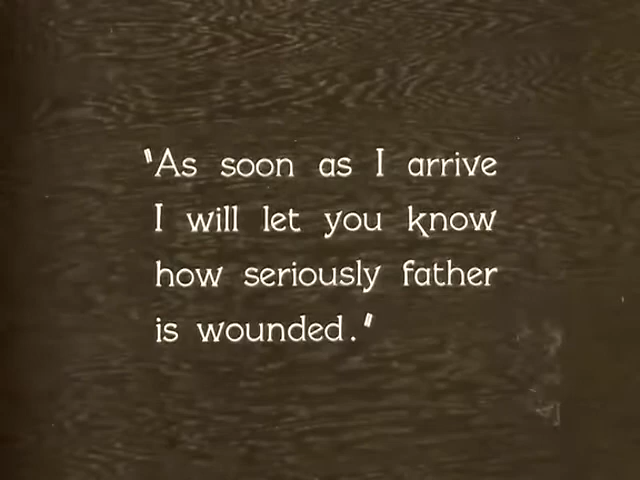 "As soon as I arrive
I will let you know
how seriously father
is wounded."